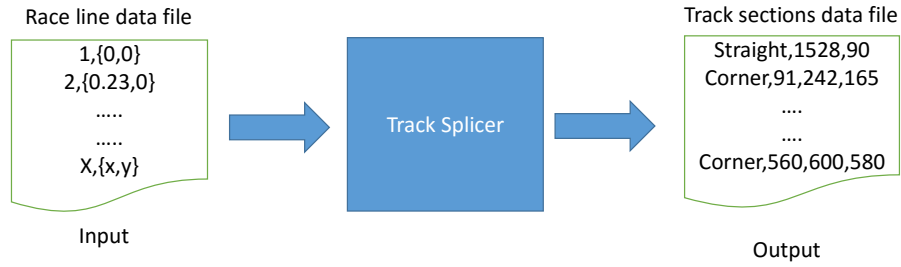 Race line data file
1,{0,0}
2,{0.23,0}
…..
…..
X,{x,y}
Input
Track Splicer
Track sections data file
Straight,1528,90
Corner,91,242,165
….
….
Corner,560,600,580
Output